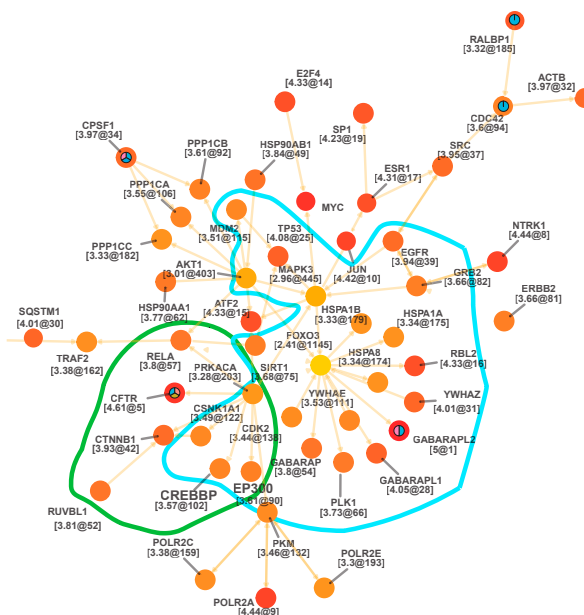 RALBP1
[3.32@185]
E2F4
[4.33@14]
ACTB
[3.97@32]
CPSF1
[3.97@34]
PPP1CB
[3.61@92]
HSP90AB1
[3.84@49]
SP1
[4.23@19]
CDC42
[3.6@94]
SRC
[3.95@37]
ESR1
[4.31@17]
PPP1CA
[3.55@106]
MYC
MDM2
[3.51@115]
TP53
[4.08@25]
PPP1CC
[3.33@182]
NTRK1
[4.44@8]
EGFR
[3.94@39]
AKT1
[3.01@403]
MAPK3
[2.96@445]
JUN
[4.42@10]
GRB2
[3.66@82]
ERBB2
[3.66@81]
HSP90AA1
[3.77@62]
ATF2
[4.33@15]
HSPA1B
[3.33@179]
HSPA1A
[3.34@175]
SQSTM1
[4.01@30]
FOXO3
[2.41@1145]
TRAF2
[3.38@162]
RELA
[3.8@57]
HSPA8
[3.34@174]
RBL2
[4.33@16]
PRKACA
[3.28@203]
SIRT1
[3.68@75]
CFTR
[4.61@5]
YWHAE
[3.53@111]
YWHAZ
[4.01@31]
CSNK1A1
[3.49@122]
CDK2
[3.44@138]
CTNNB1
[3.93@42]
GABARAPL2
[5@1]
GABARAP
[3.8@54]
GABARAPL1
[4.05@28]
CREBBP
[3.57@102]
EP300
[3.61@90]
PLK1
[3.73@66]
RUVBL1
[3.81@52]
POLR2C
[3.38@159]
PKM
[3.46@132]
POLR2E
[3.3@193]
POLR2A
[4.44@9]